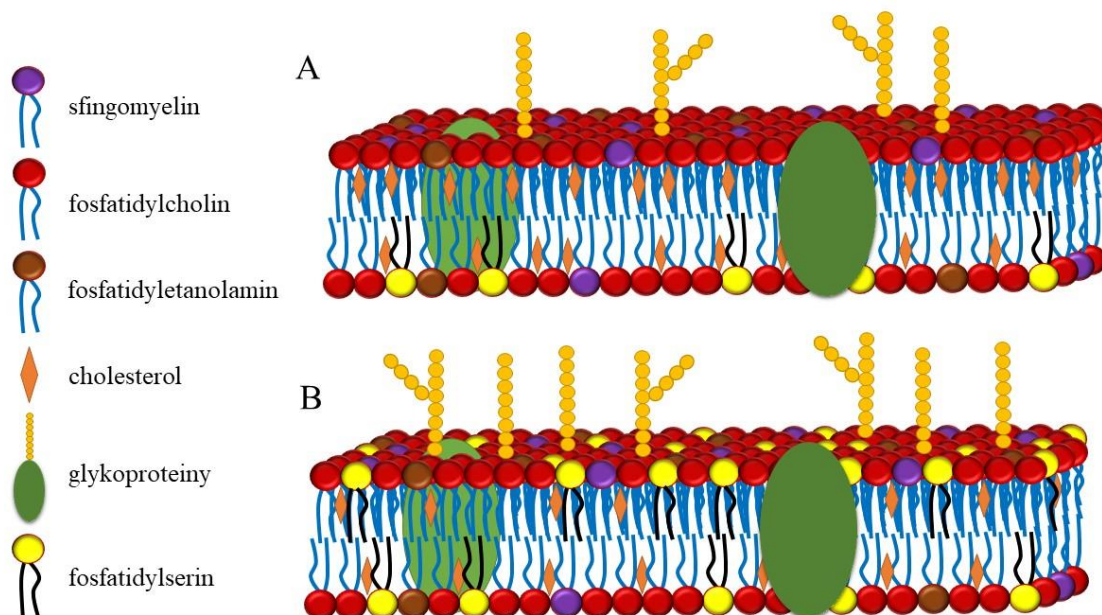 A
sfingomyelin
fosfatidylcholin
fosfatidyletanolamin
cholesterol
B
glykoproteiny
fosfatidylserin